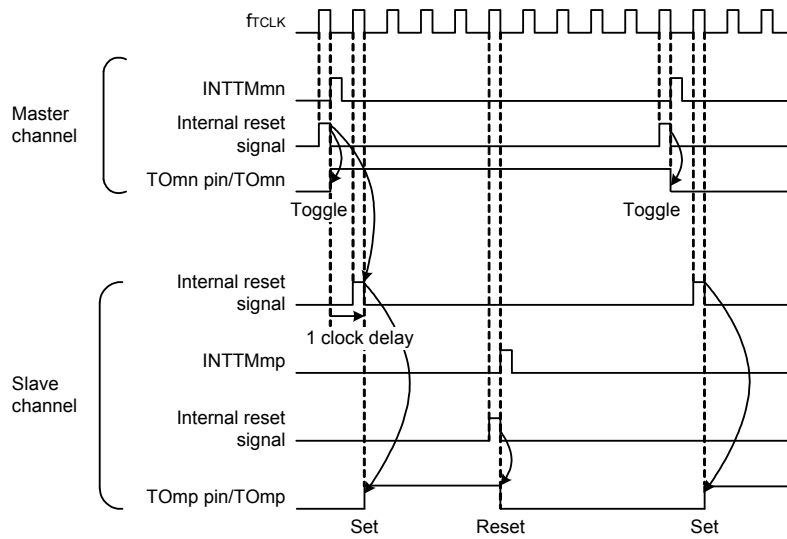 fTCLK
INTTMmn
Master
channel
Internal reset
signal
TOmn pin/TOmn
Toggle
Toggle
Internal reset
signal
1 clock delay
INTTMmp
Slave
channel
Internal reset
signal
TOmp pin/TOmp
Set
Reset
Set